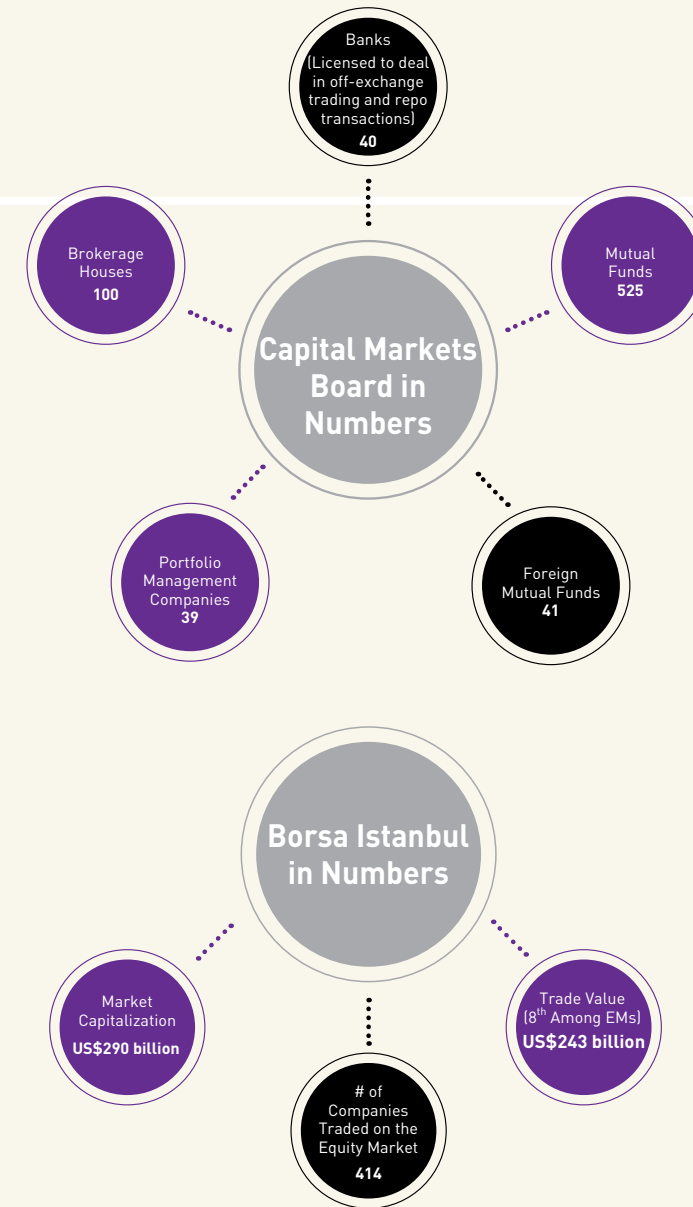 Banks
(Licensed to deal
in off-exchange
trading and repo
transactions)
40
Brokerage
Houses
100
Mutual
Funds
525
Capital Markets
Board in
Numbers
Portfolio
Management
Companies
39
Foreign
Mutual Funds
41
Borsa Istanbul
in Numbers
Market
Capitalization
US$290 billion
Trade Value
(8th Among EMs)
US$243 billion
# of
Companies
Traded on the
Equity Market
414